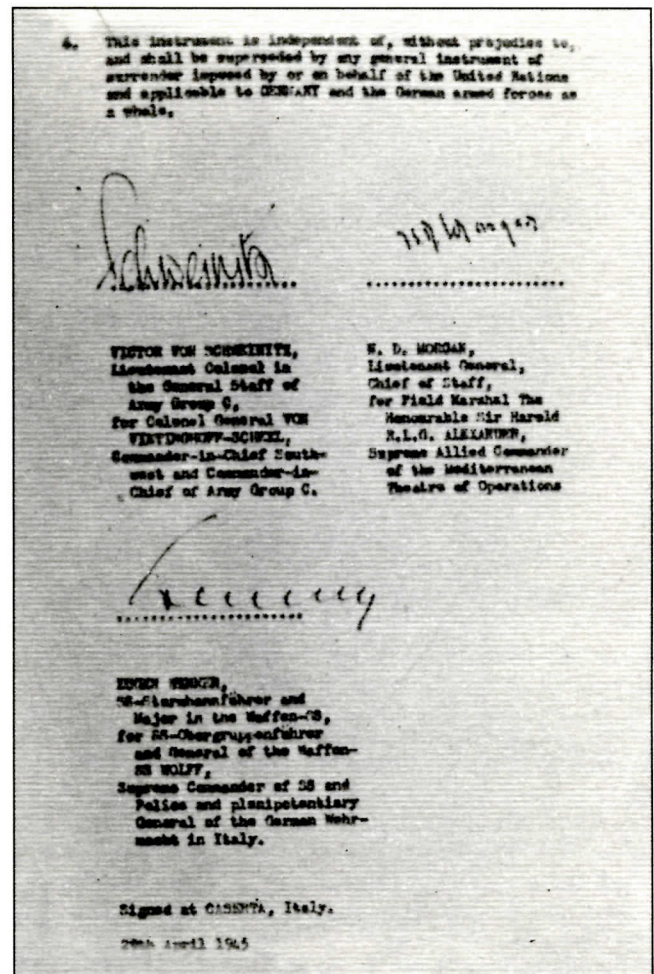 6. This instrument is independent of, without prejudice to,
and shall be superseded by any general instrument of
surrender imposed by or on behalf of the United Nations
and applicable to GERMANY and the German armed forces as
a whole.
Schweinitz
W D Morgan
VICTOR VON SCHWEINITZ,
Lieutenant Colonel in
the General Staff of
Army Group C,
for Colonel General VON
VIETINGHOFF-SCHEEL,
Commander-in-Chief South-
west and Commander-in-
Chief of Army Group C.
W. D. MORGAN,
Lieutenant General,
Chief of Staff,
for Field Marshal The
Honourable Sir Harold
R.L.G. ALEXANDER,
Supreme Allied Commander
of the Mediterranean
Theatre of Operations
WENNER,
SS-Sturmbannführer and
Major in the Waffen-SS,
for SS-Obergruppenführer
and General of the Waffen-
SS WOLFF,
Supreme Commander of SS and
Police and plenipotentiary
General of the German Wehr-
macht in Italy.
Signed at CASERTA, Italy.
29th April 1945